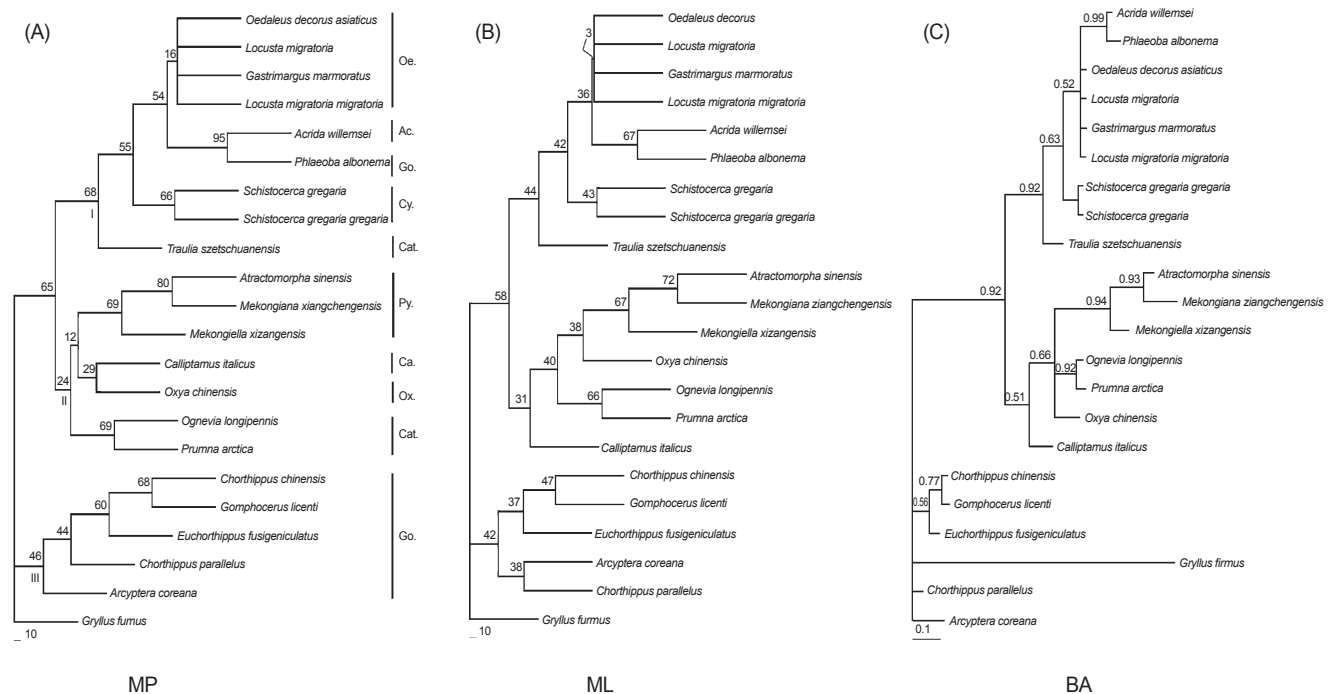 (A)
Oedaleus decorus asiaticus
16
Locusta migratoria
Oe.
Gastrimargus marmoratus
54
Locusta migratoria migratoria
Acrida willemsei
Ac.
95
55
Phlaeoba albonema
Go.
Schistocerca gregaria
68
66
Cy.
I
Schistocerca gregaria gregaria
Traulia szetschuanensis
Cat.
Atractomorpha sinensis
80
65
Mekongiana xiangchengensis
Py.
69
Mekongiella xizangensis
12
Calliptamus italicus
Ca.
29
24
Oxya chinensis
Ox.
II
Ognevia longipennis
69
Cat.
Prumna arctica
Chorthippus chinensis
68
Gomphocerus licenti
60
Euchorthippus fusigeniculatus
Go.
44
Chorthippus parallelus
46
III
Arcyptera coreana
Gryllus fumus
10
MP
(B)
Oedaleus decorus
3
Locusta migratoria
Gastrimargus marmoratus
36
Locusta migratoria migratoria
Acrida willemsei
67
42
Phlaeoba albonema
Schistocerca gregaria
44
43
Schistocerca gregaria gregaria
Traulia szetschuanensis
Atractomorpha sinensis
72
58
Mekongiana ziangchengensis
67
Mekongiella xizangensis
38
Oxya chinensis
40
Ognevia longipennis
66
31
Prumna arctica
Calliptamus italicus
Chorthippus chinensis
47
Gomphocerus licenti
37
Euchorthippus fusigeniculatus
42
Arcyptera coreana
38
Chorthippus parallelus
Gryllus furmus
10
ML
(C)
Acrida willemsei
0.99
Phlaeoba albonema
Oedaleus decorus asiaticus
0.52
Locusta migratoria
Gastrimargus marmoratus
0.63
Locusta migratoria migratoria
Schistocerca gregaria gregaria
0.92
Schistocerca gregaria
Traulia szetschuanensis
Atractomorpha sinensis
0.93
0.92
Mekongiana ziangchengensis
0.94
Mekongiella xizangensis
0.66
Ognevia longipennis
0.92
Prumna arctica
0.51
Oxya chinensis
Calliptamus italicus
Chorthippus chinensis
0.77
Gomphocerus licenti
0.56
Euchorthippus fusigeniculatus
Gryllus firmus
Chorthippus parallelus
Arcyptera coreana
0.1
BA